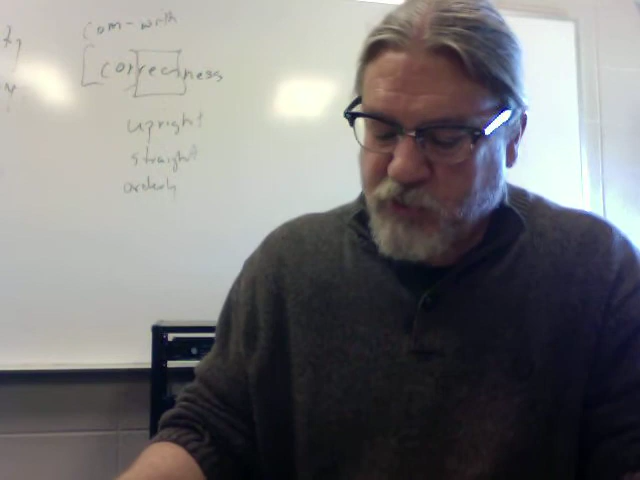 com-with
[correctness
upright
straight
orderly